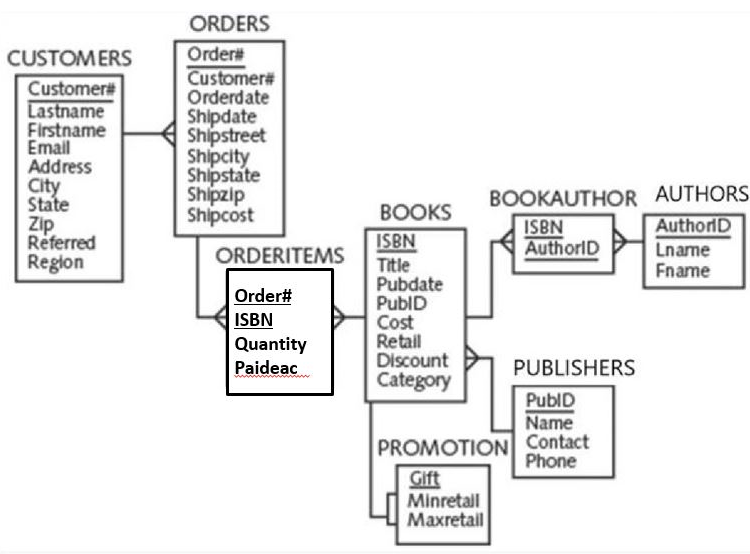 ORDERS
Order#
Customer#
Orderdate
Shipdate
Shipstreet
Shipcity
Shipstate
Shipzip
Shipcost
CUSTOMERS
Customer#
Lastname
Firstname
Email
Address
City
State
Zip
Referred
Region
ORDERITEMS
Order#
ISBN
Quantity
Paideac
BOOKS
ISBN
Title
Pubdate
PubID
Cost
Retail
Discount
Category
BOOKAUTHOR
ISBN
AuthorID
AUTHORS
AuthorID
Lname
Fname
PUBLISHERS
PubID
Name
Contact
Phone
PROMOTION
Gift
Minretail
Maxretail